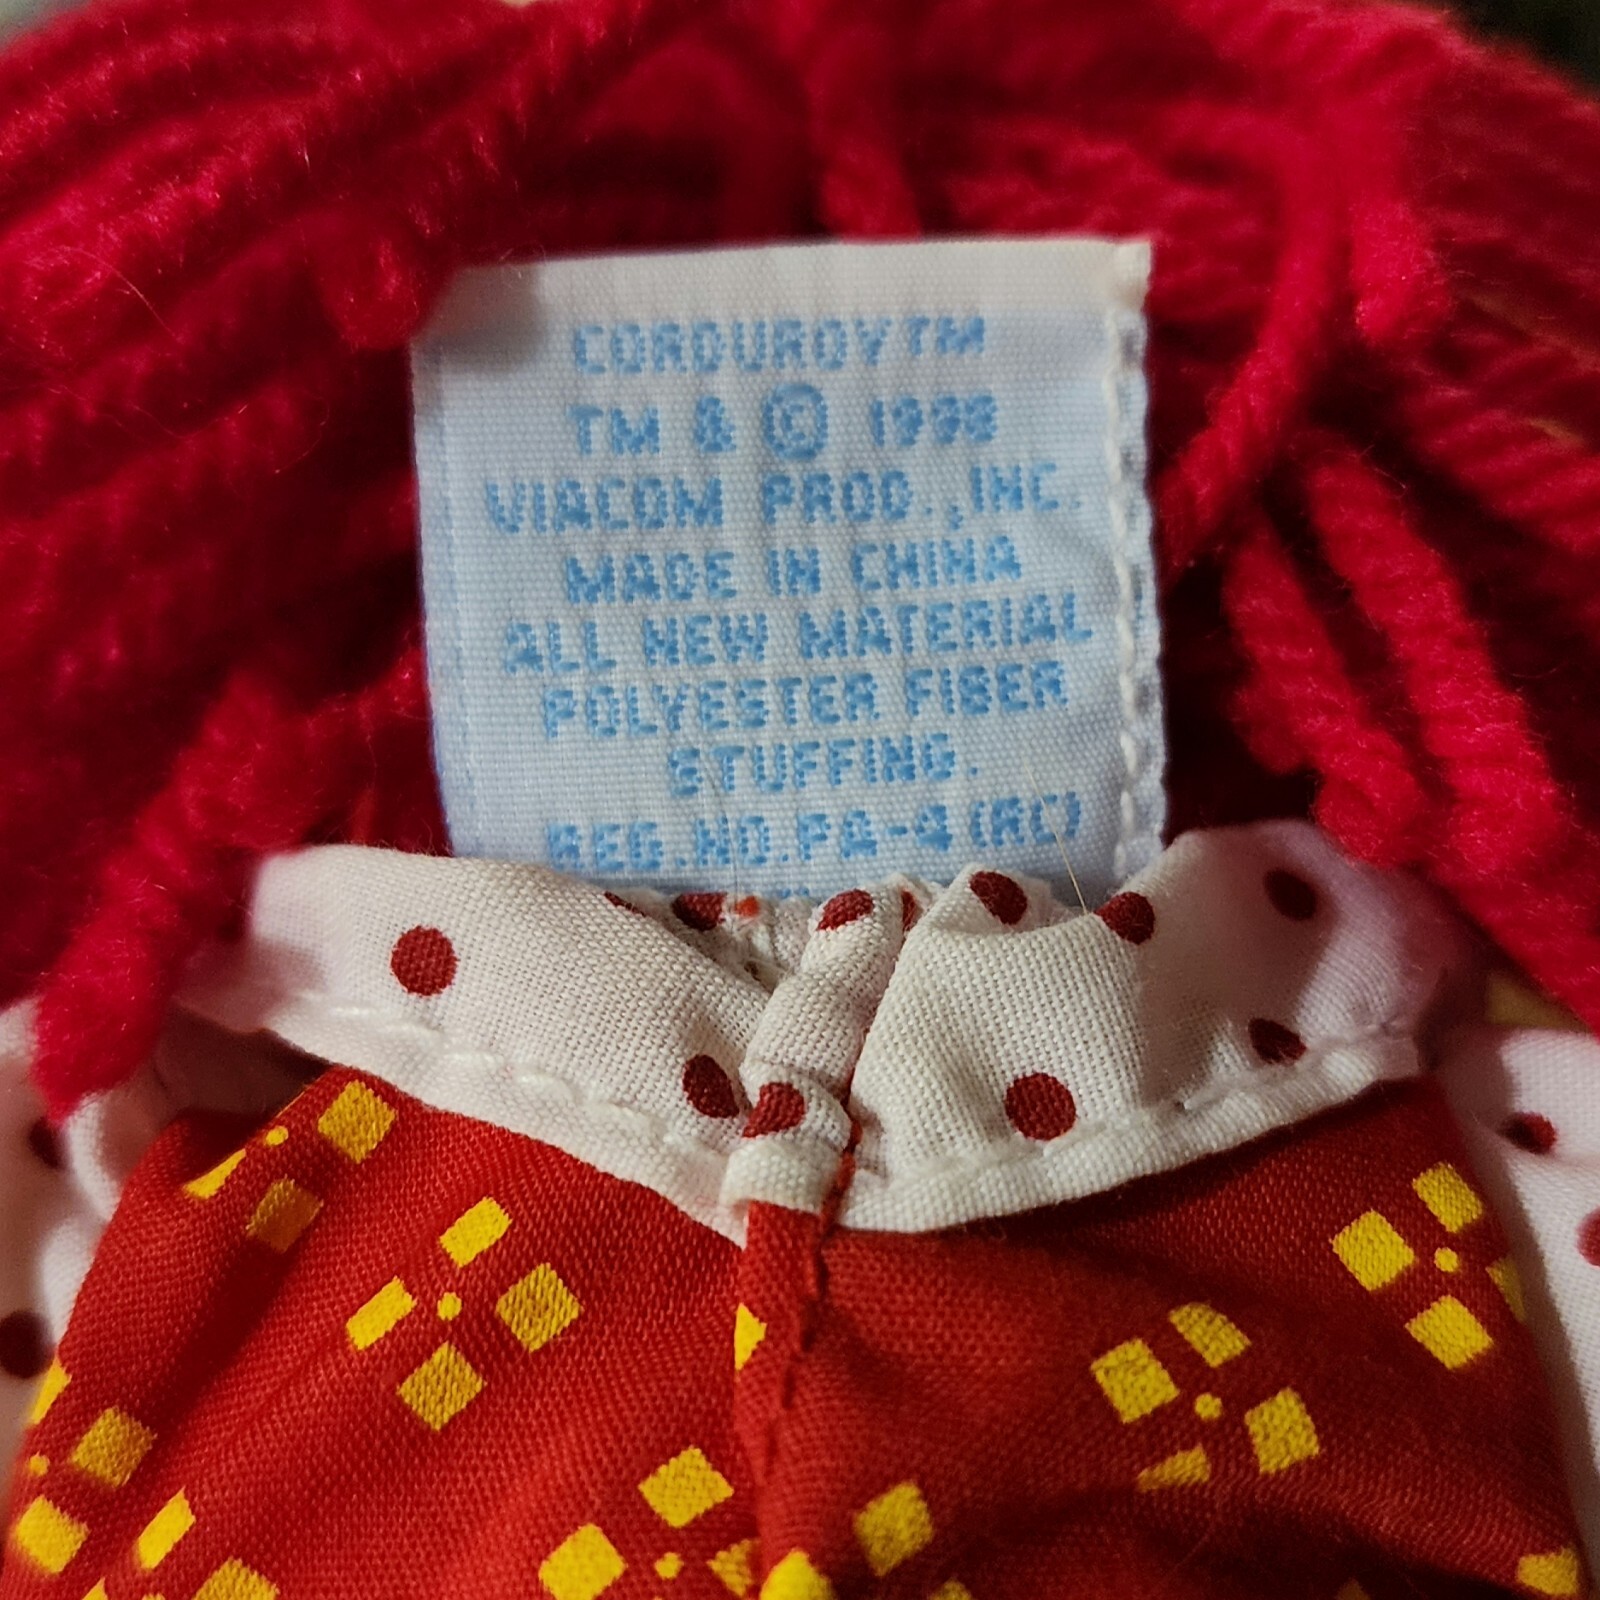 CORDUROY™
TM & © 1998
VIACOM PROD., INC.
MADE IN CHINA
ALL NEW MATERIAL
POLYESTER FIBER
STUFFING.
REG.NO.PA-4(RC)